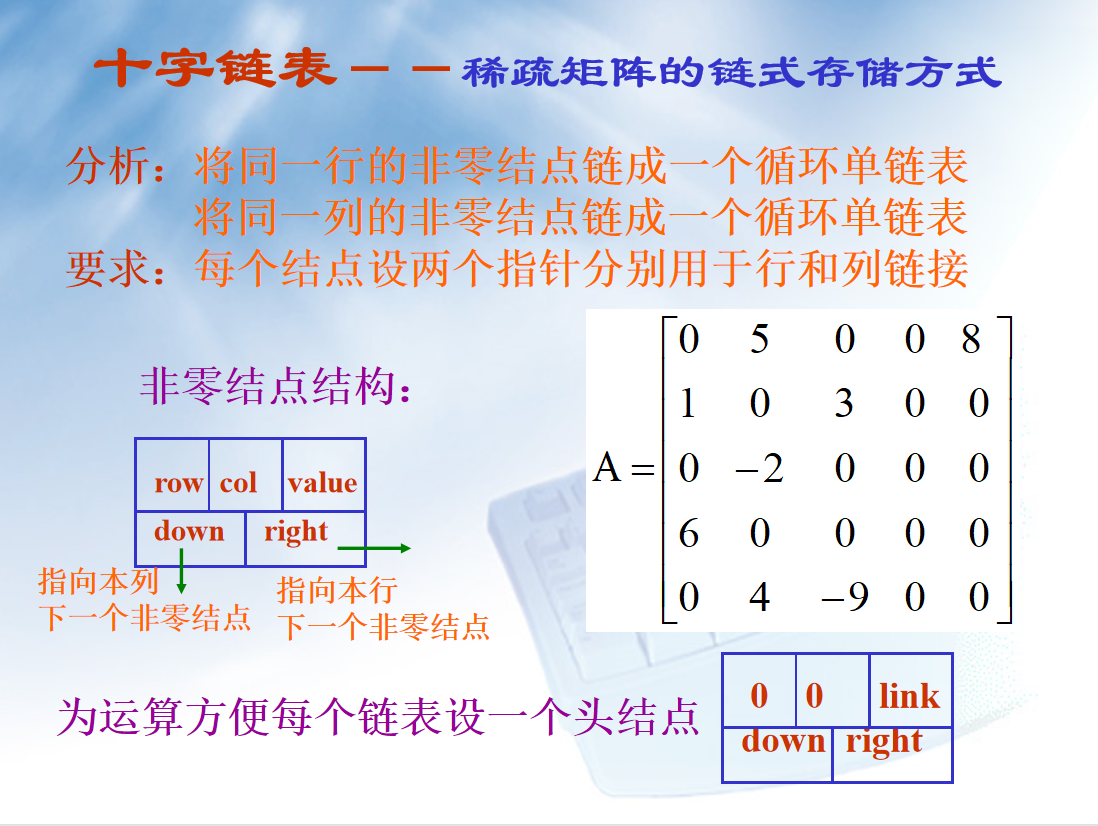 十字链表－－稀疏矩阵的链式存储方式
分析：将同一行的非零结点链成一个循环单链表
将同一列的非零结点链成一个循环单链表
要求：每个结点设两个指针分别用于行和列链接
非零结点结构：
row col value
down right
指向本列
下一个非零结点
指向本行
下一个非零结点
0 5 0 0 8
1 0 3 0 0
A = 0 −2 0 0 0
6 0 0 0 0
0 4 −9 0 0
为运算方便每个链表设一个头结点
0 0 link
down right